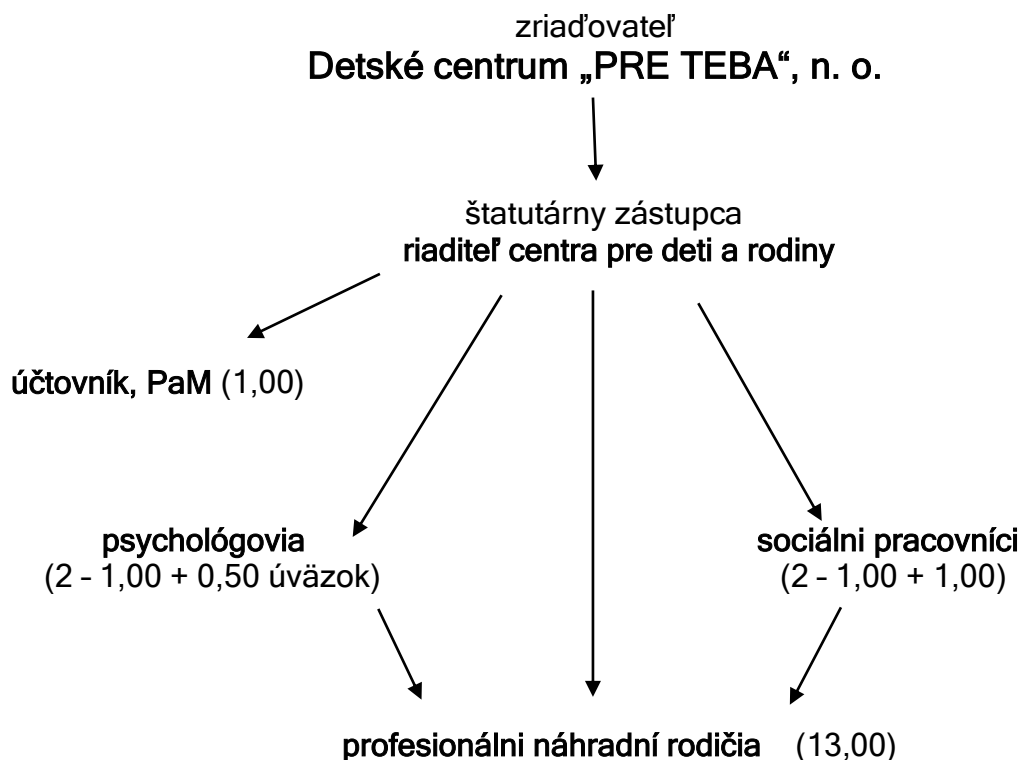 zriaďovateľ
Detské centrum „PRE TEBA“, n. o.
štatutárny zástupca
riaditeľ centra pre deti a rodiny
účtovník, PaM (1,00)
psychológovia
(2 – 1,00 + 0,50 úväzok)
sociálni pracovníci
(2 – 1,00 + 1,00)
profesionálni náhradní rodičia (13,00)